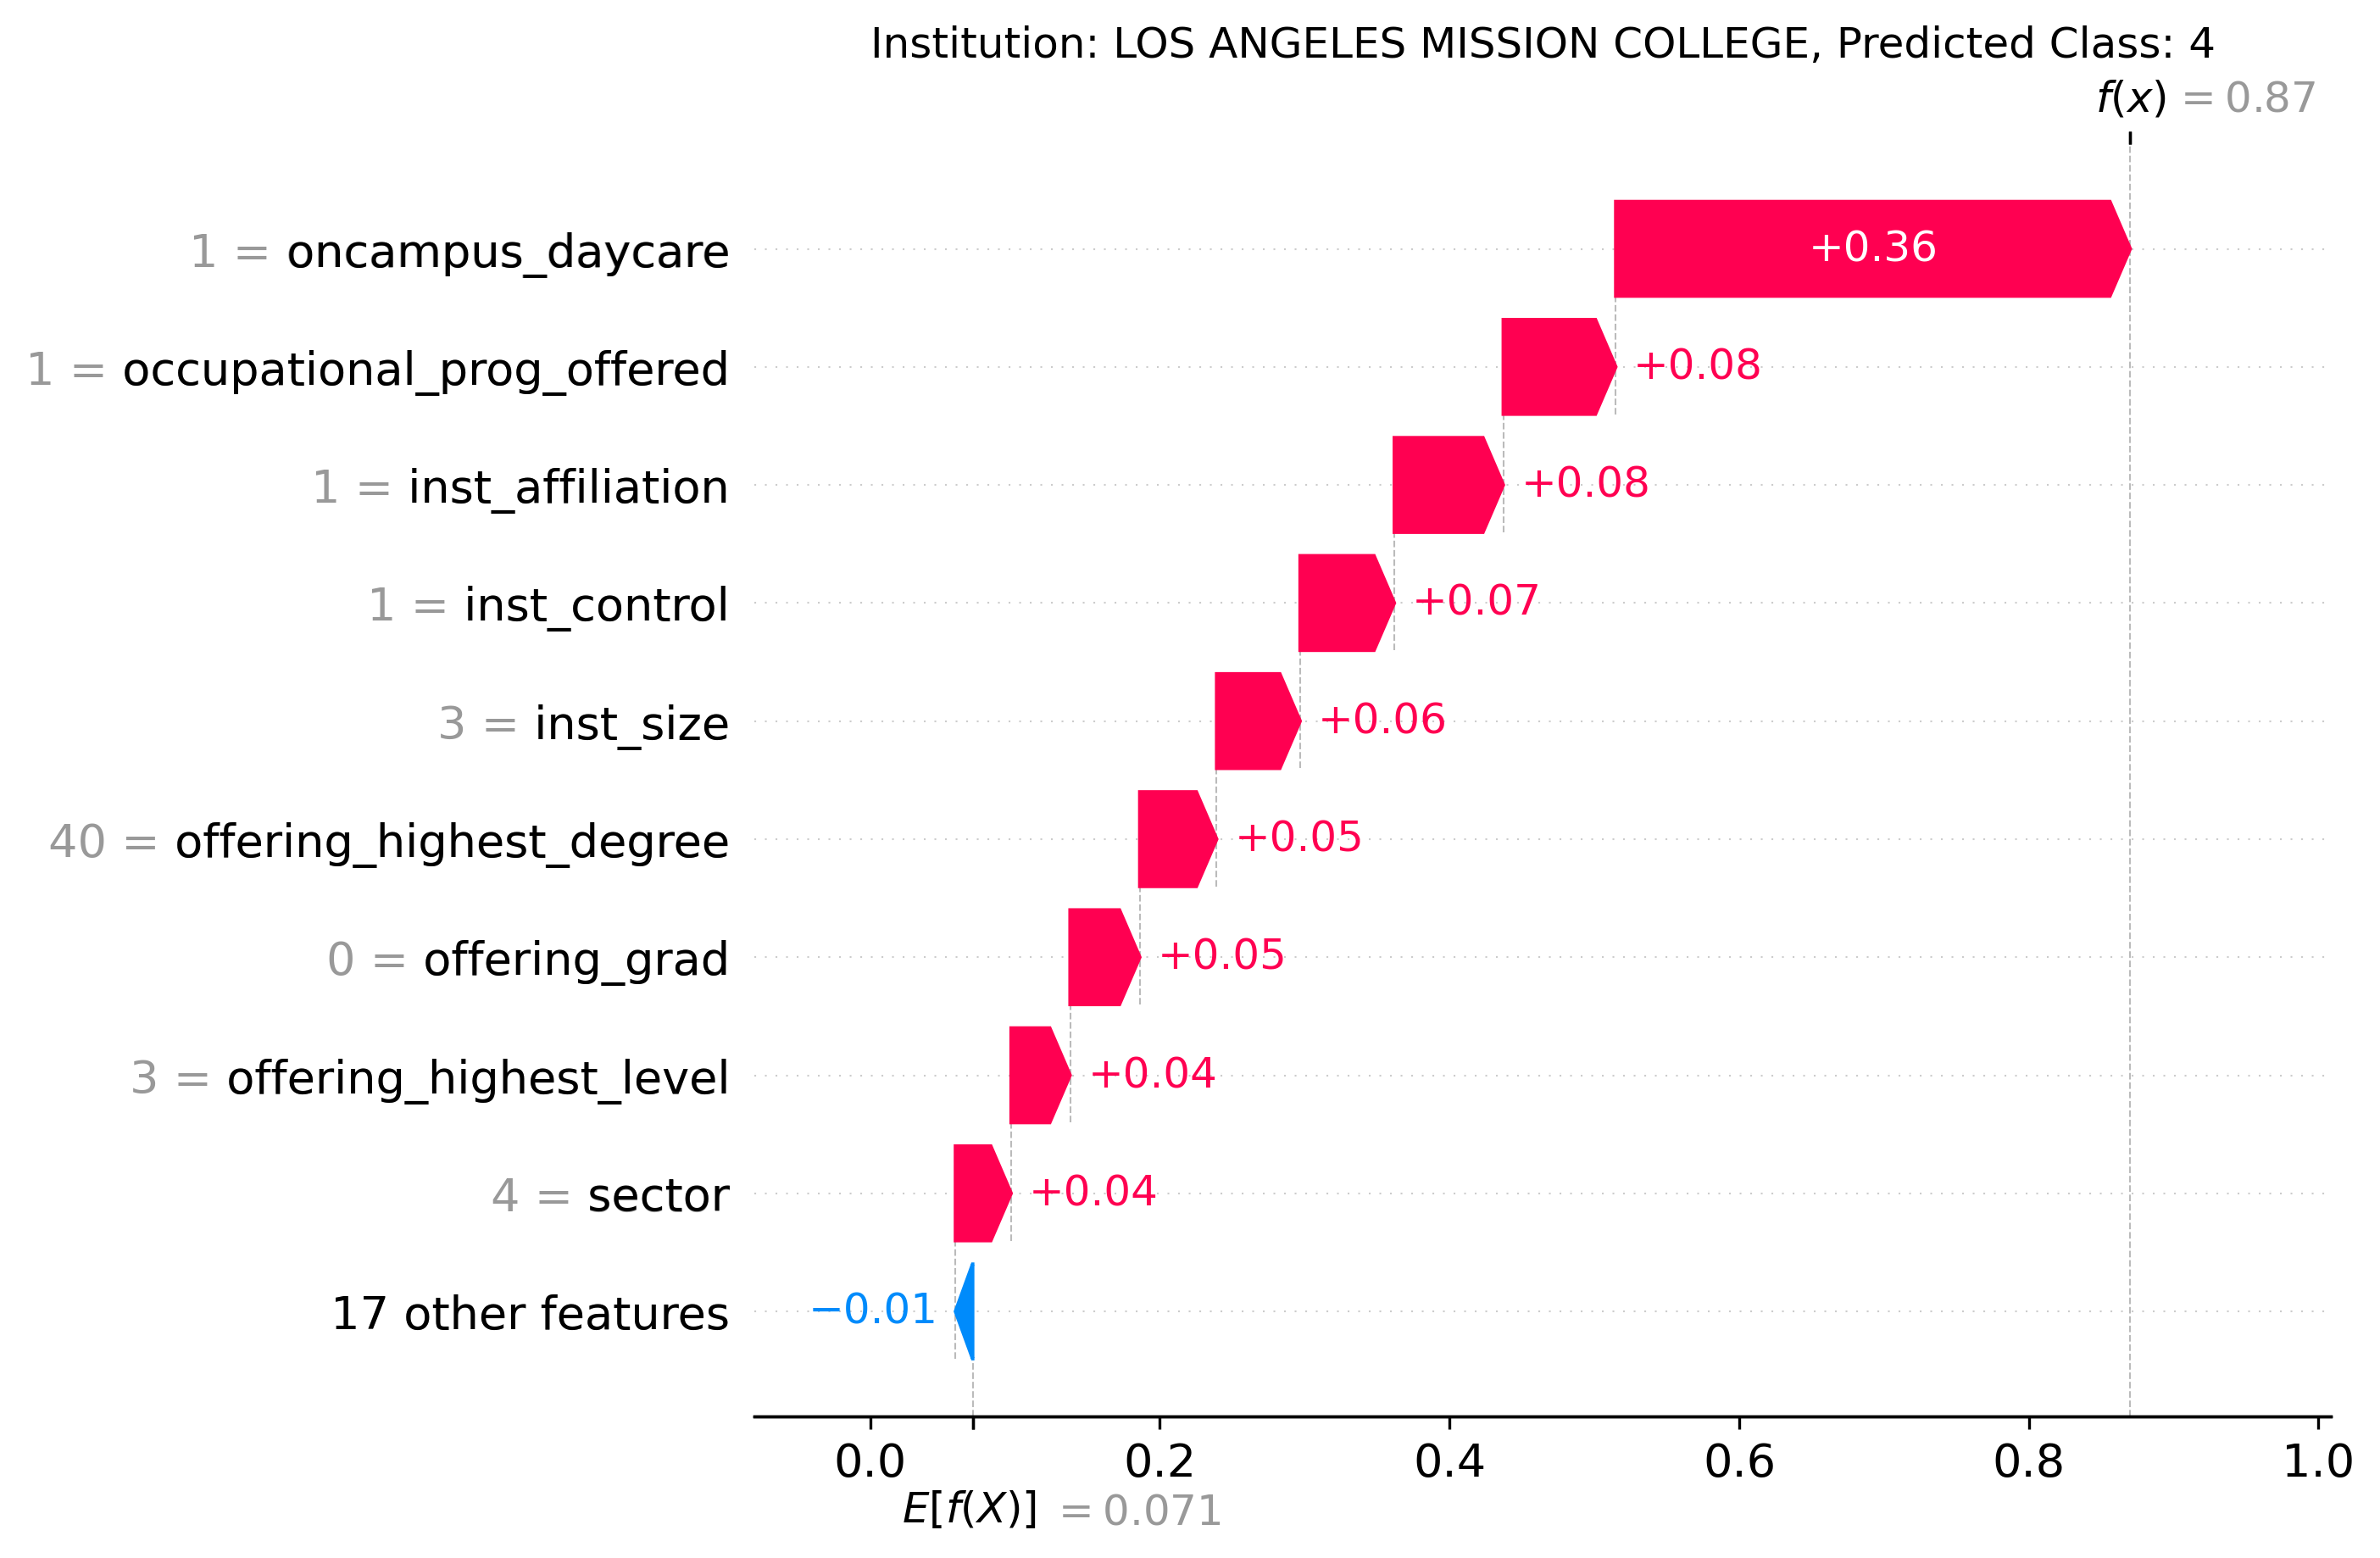 Institution: LOS ANGELES MISSION COLLEGE, Predicted Class: 4
f(x) = 0.87
1 = oncampus_daycare +0.36
1 = occupational_prog_offered +0.08
1 = inst_affiliation +0.08
1 = inst_control +0.07
3 = inst_size +0.06
40 = offering_highest_degree +0.05
0 = offering_grad +0.05
3 = offering_highest_level +0.04
4 = sector +0.04
17 other features −0.01
0.0 0.2 0.4 0.6 0.8 1.0
E[f(X)] = 0.071